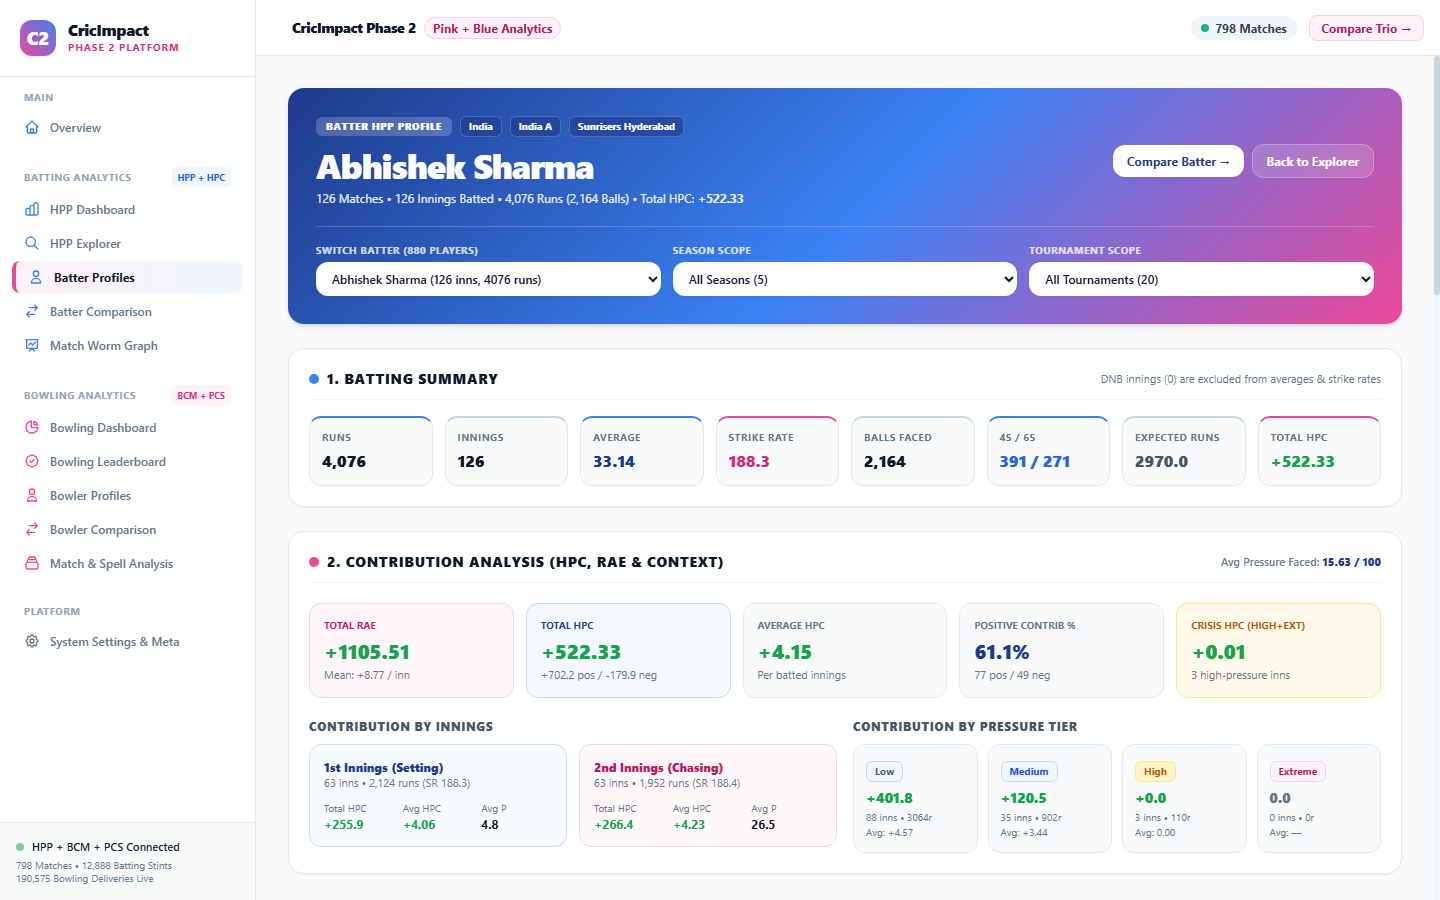 C2
CricImpact
PHASE 2 PLATFORM
MAIN
Overview
BATTING ANALYTICS
HPP + HPC
HPP Dashboard
HPP Explorer
Batter Profiles
Batter Comparison
Match Worm Graph
BOWLING ANALYTICS
BCM + PCS
Bowling Dashboard
Bowling Leaderboard
Bowler Profiles
Bowler Comparison
Match & Spell Analysis
PLATFORM
System Settings & Meta
HPP + BCM + PCS Connected
798 Matches • 12,888 Batting Stints
190,575 Bowling Deliveries Live
CricImpact Phase 2
Pink + Blue Analytics
798 Matches
Compare Trio →
BATTER HPP PROFILE
India
India A
Sunrisers Hyderabad
Abhishek Sharma
126 Matches • 126 Innings Batted • 4,076 Runs (2,164 Balls) • Total HPC: +522.33
Compare Batter →
Back to Explorer
SWITCH BATTER (880 PLAYERS)
Abhishek Sharma (126 inns, 4076 runs)
SEASON SCOPE
All Seasons (5)
TOURNAMENT SCOPE
All Tournaments (20)
1. BATTING SUMMARY
DNB innings (0) are excluded from averages & strike rates
RUNS
4,076
INNINGS
126
AVERAGE
33.14
STRIKE RATE
188.3
BALLS FACED
2,164
4S / 6S
391 / 271
EXPECTED RUNS
2970.0
TOTAL HPC
+522.33
2. CONTRIBUTION ANALYSIS (HPC, RAE & CONTEXT)
Avg Pressure Faced: 15.63 / 100
TOTAL RAE
+1105.51
Mean: +8.77 / inn
TOTAL HPC
+522.33
+702.2 pos / -179.9 neg
AVERAGE HPC
+4.15
Per batted innings
POSITIVE CONTRIB %
61.1%
77 pos / 49 neg
CRISIS HPC (HIGH+EXT)
+0.01
3 high-pressure inns
CONTRIBUTION BY INNINGS
1st Innings (Setting)
63 inns • 2,124 runs (SR 188.3)
Total HPC
+255.9
Avg HPC
+4.06
Avg P
4.8
2nd Innings (Chasing)
63 inns • 1,952 runs (SR 188.4)
Total HPC
+266.4
Avg HPC
+4.23
Avg P
26.5
CONTRIBUTION BY PRESSURE TIER
Low
+401.8
88 inns • 3064r
Avg: +4.57
Medium
+120.5
35 inns • 902r
Avg: +3.44
High
+0.0
3 inns • 110r
Avg: 0.00
Extreme
0.0
0 inns • 0r
Avg: —